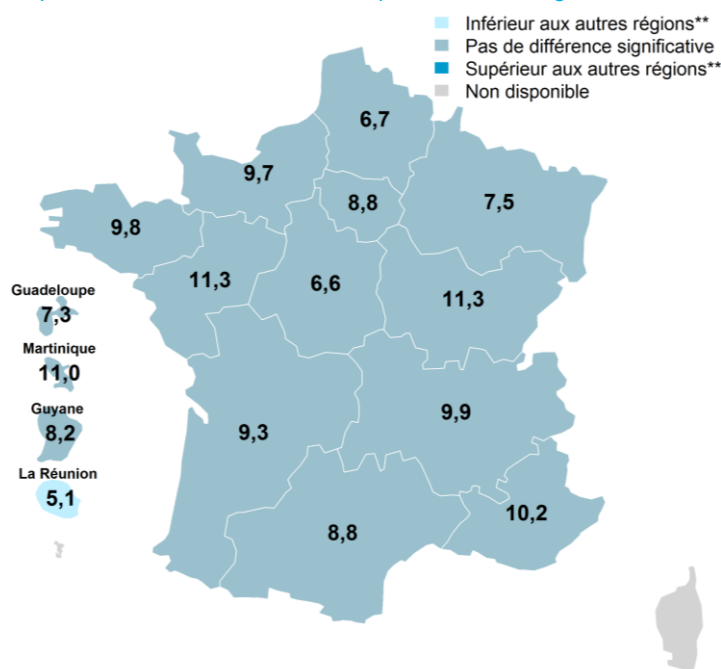 Inférieur aux autres régions**
Pas de différence significative
Supérieur aux autres régions**
Non disponible
6,7
9,7
8,8
7,5
9,8
11,3
6,6
11,3
Guadeloupe
7,3
Martinique
11,0
Guyane
8,2
La Réunion
5,1
9,3
9,9
8,8
10,2